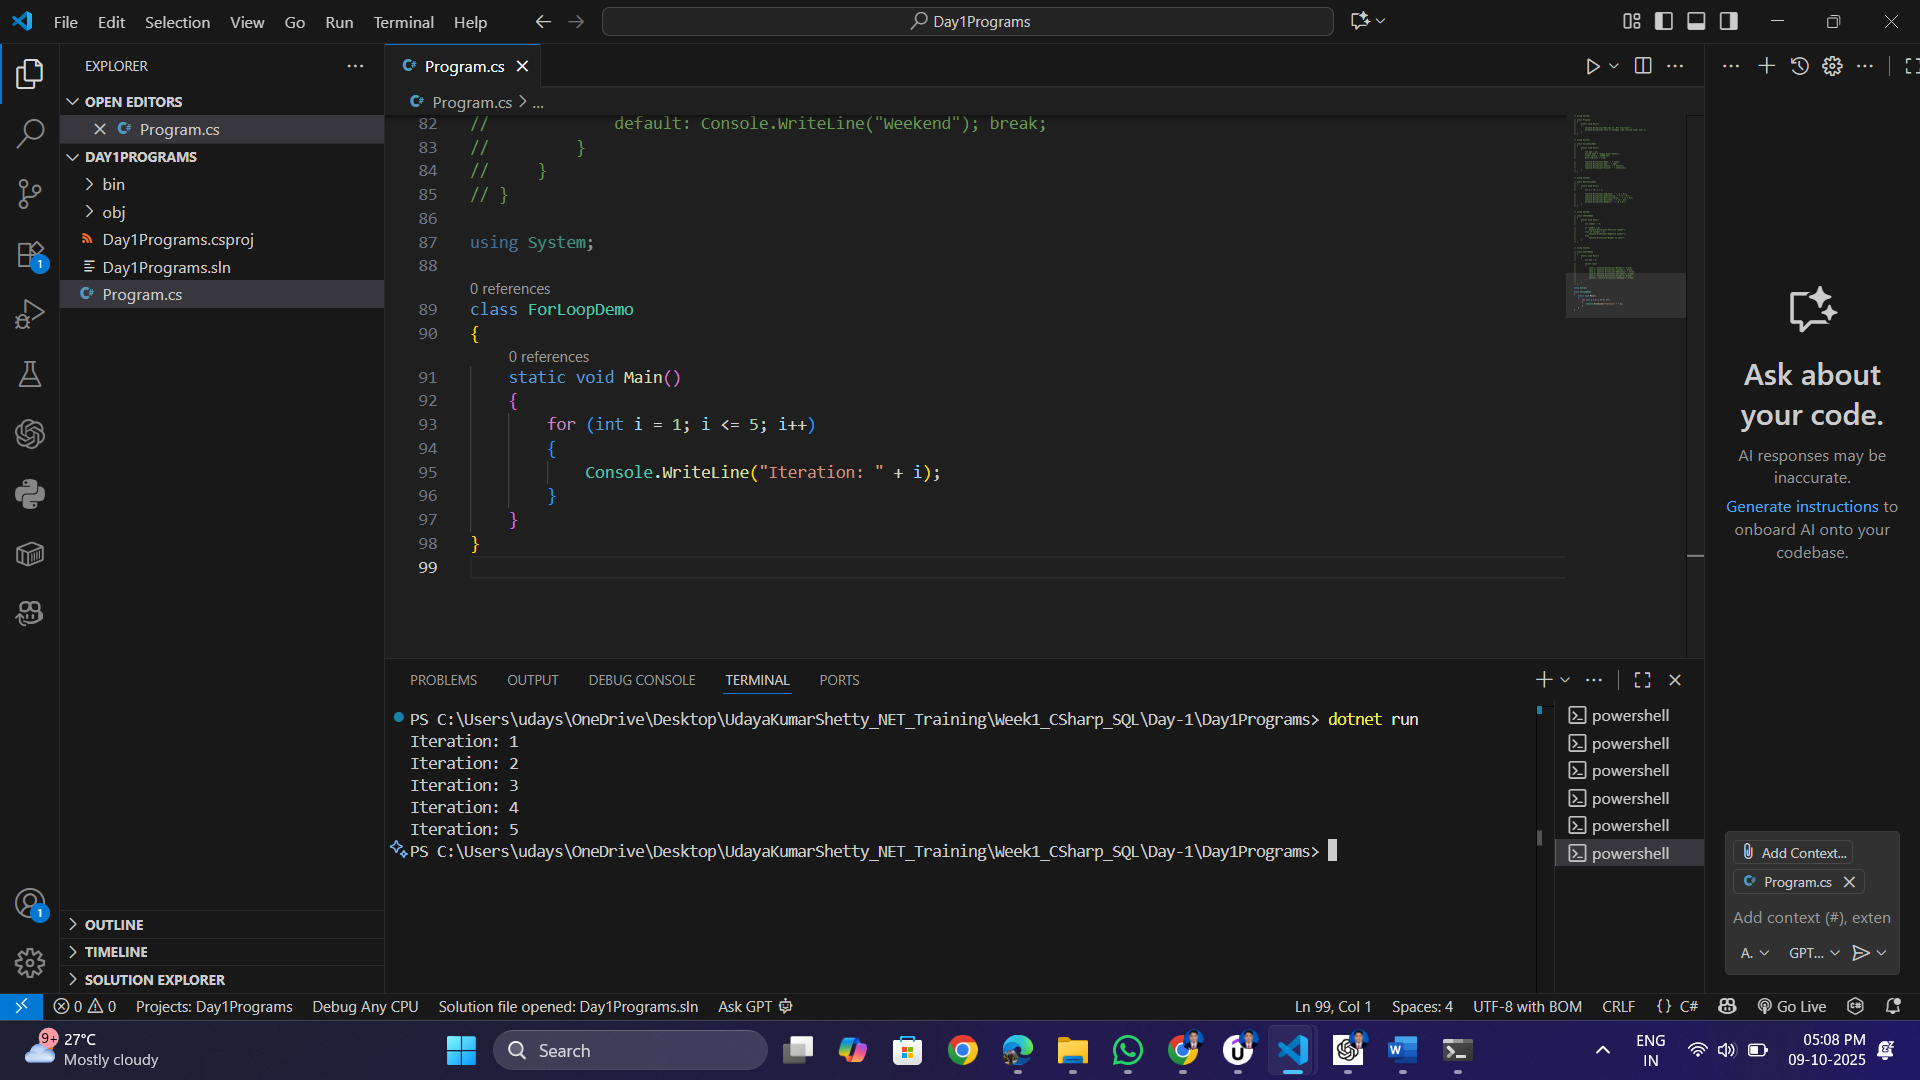 File Edit Selection View Go Run Terminal Help
Day1Programs
EXPLORER
OPEN EDITORS
Program.cs
DAY1PROGRAMS
bin
obj
Day1Programs.csproj
Day1Programs.sln
Program.cs
OUTLINE
TIMELINE
SOLUTION EXPLORER
Program.cs
Program.cs > ...
82 // default: Console.WriteLine("Weekend"); break;
83 // }
84 // }
85 // }
86
87 using System;
88
0 references
89 class ForLoopDemo
90 {
0 references
91 static void Main()
92 {
93 for (int i = 1; i <= 5; i++)
94 {
95 Console.WriteLine("Iteration: " + i);
96 }
97 }
98 }
99
PROBLEMS OUTPUT DEBUG CONSOLE TERMINAL PORTS
PS C:\Users\udays\OneDrive\Desktop\UdayaKumarShetty_NET_Training\Week1_CSharp_SQL\Day-1\Day1Programs> dotnet run
Iteration: 1
Iteration: 2
Iteration: 3
Iteration: 4
Iteration: 5
PS C:\Users\udays\OneDrive\Desktop\UdayaKumarShetty_NET_Training\Week1_CSharp_SQL\Day-1\Day1Programs>
powershell
powershell
powershell
powershell
powershell
powershell
Ask about
your code.
AI responses may be
inaccurate.
Generate instructions to
onboard AI onto your
codebase.
Add Context...
Program.cs
Add context (#), exten
A. GPT...
1
1
0 0 Projects: Day1Programs Debug Any CPU Solution file opened: Day1Programs.sln Ask GPT
Ln 99, Col 1 Spaces: 4 UTF-8 with BOM CRLF {} C# Go Live
9+
27°C
Mostly cloudy
Search
ENG
IN
05:08 PM
09-10-2025